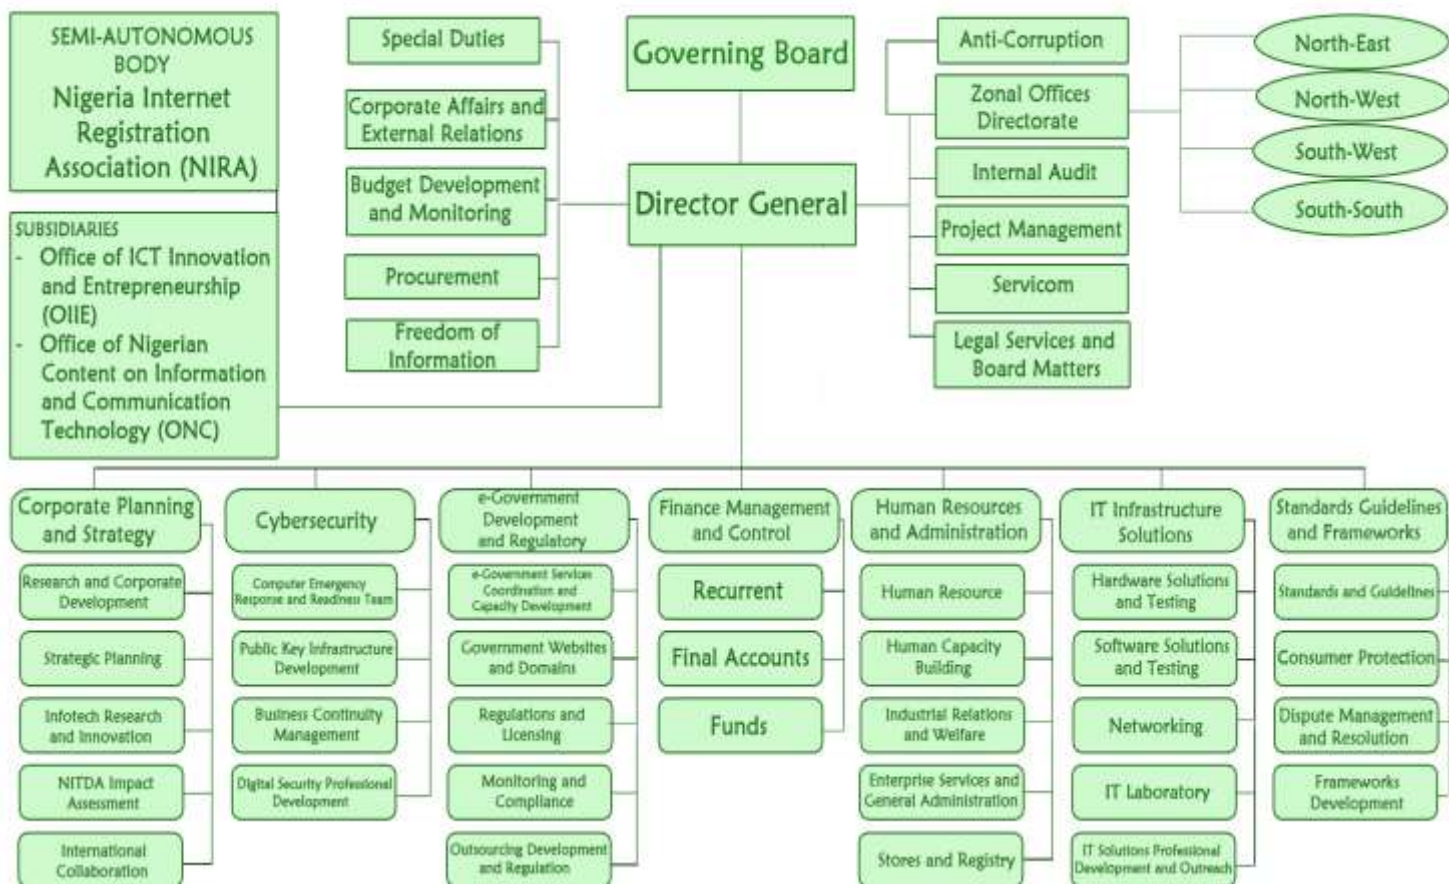 SEMI-AUTONOMOUS
BODY
Nigeria Internet
Registration
Association (NIRA)
SUBSIDIARIES
- Office of ICT Innovation
and Entrepreneurship
(OIIE)
- Office of Nigerian
Content on Information
and Communication
Technology (ONC)
Special Duties
Corporate Affairs and
External Relations
Budget Development
and Monitoring
Procurement
Freedom of
Information
Governing Board
Director General
Anti-Corruption
Zonal Offices
Directorate
Internal Audit
Project Management
Servicom
Legal Services and
Board Matters
North-East
North-West
South-West
South-South
Corporate Planning
and Strategy
Research and Corporate
Development
Strategic Planning
Infotech Research
and Innovation
NITDA Impact
Assessment
International
Collaboration
Cybersecurity
Computer Emergency
Response and Readiness Team
Public Key Infrastructure
Development
Business Continuity
Management
Digital Security Professional
Development
e-Government
Development
and Regulatory
e-Government Services
Coordination and
Capacity Development
Government Websites
and Domains
Regulations and
Licensing
Monitoring and
Compliance
Outsourcing Development
and Regulation
Finance Management
and Control
Recurrent
Final Accounts
Funds
Human Resources
and Administration
Human Resource
Human Capacity
Building
Industrial Relations
and Welfare
Enterprise Services and
General Administration
Stores and Registry
IT Infrastructure
Solutions
Hardware Solutions
and Testing
Software Solutions
and Testing
Networking
IT Laboratory
IT Solutions Professional
Development and Outreach
Standards Guidelines
and Frameworks
Standards and Guidelines
Consumer Protection
Dispute Management
and Resolution
Frameworks
Development